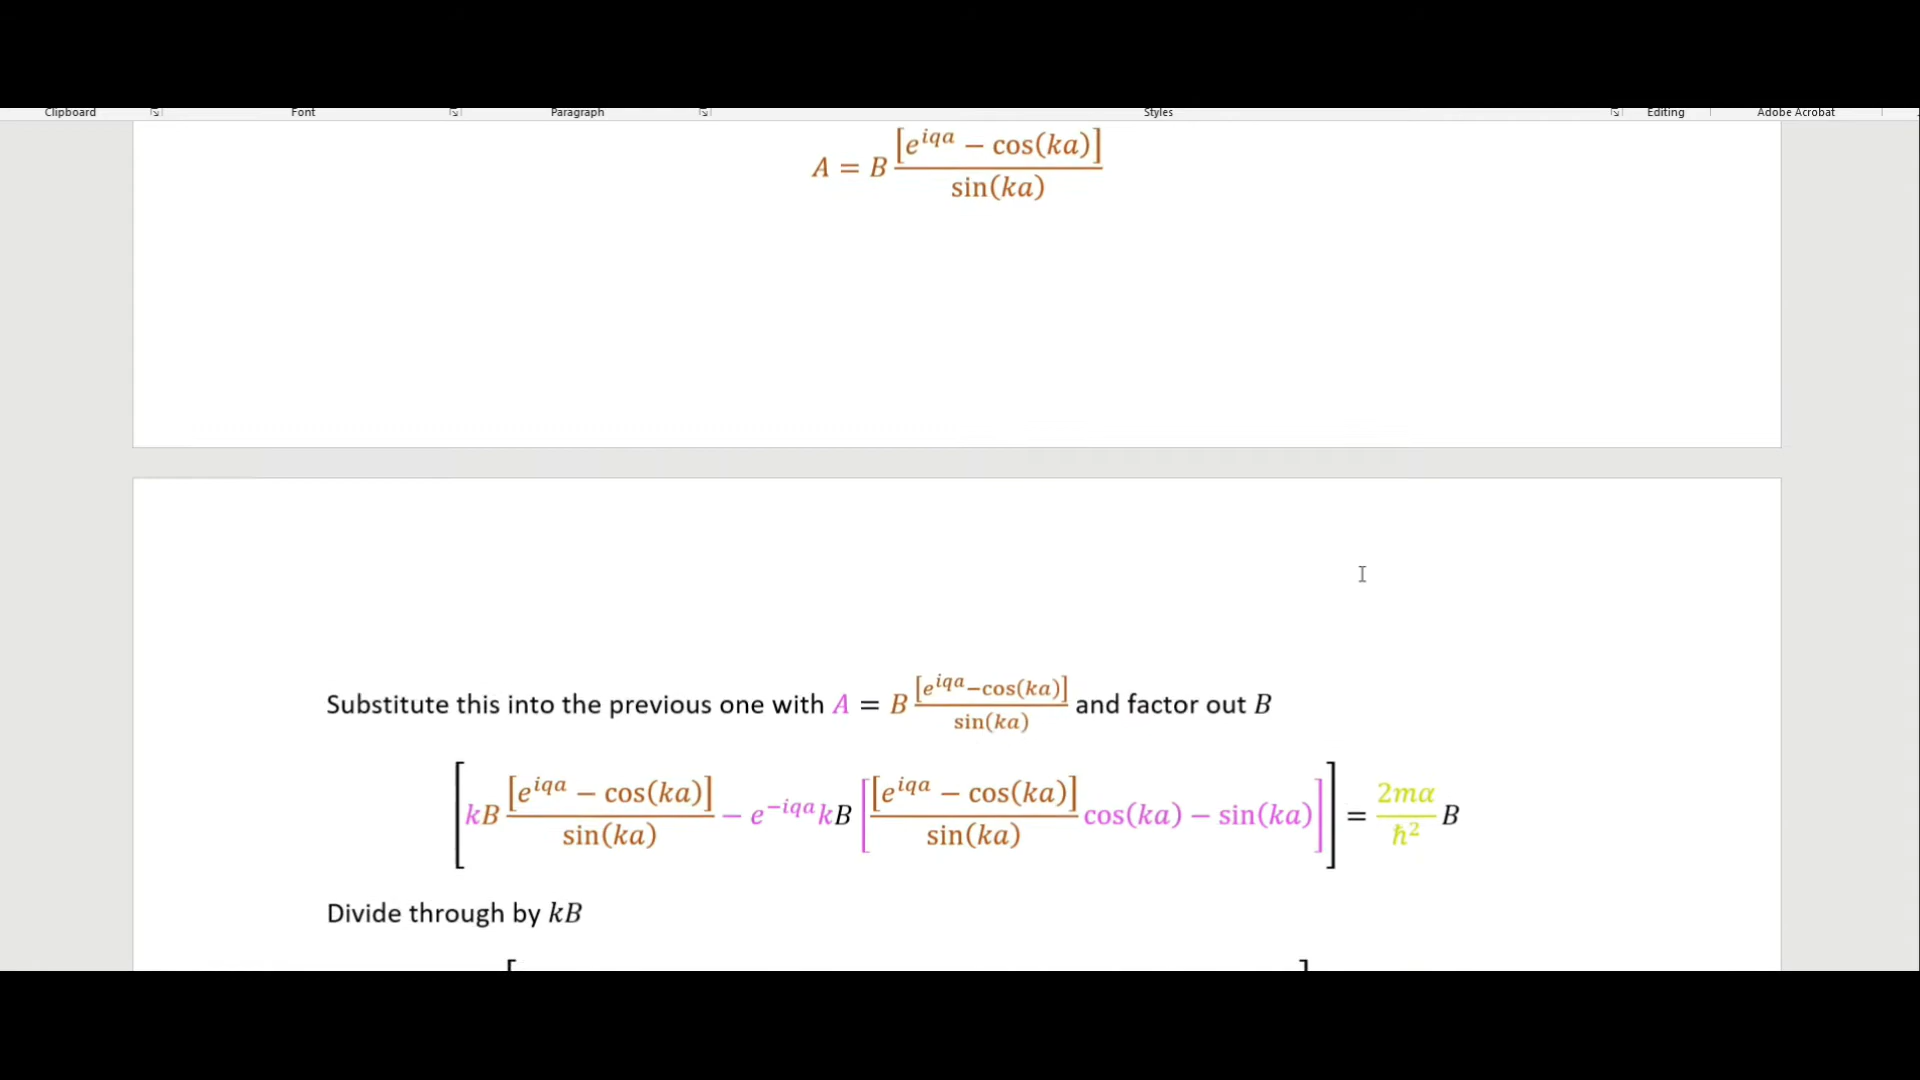 Clipboard Font Paragraph Styles Editing Adobe Acrobat
A = B [e^{iqa} − cos(ka)] / sin(ka)
Substitute this into the previous one with A = B [e^{iqa}−cos(ka)] / sin(ka) and factor out B
[kB [e^{iqa} − cos(ka)] / sin(ka) − e^{−iqa}kB [[e^{iqa} − cos(ka)] / sin(ka) cos(ka) − sin(ka)]] = 2mα / ħ² B
Divide through by kB